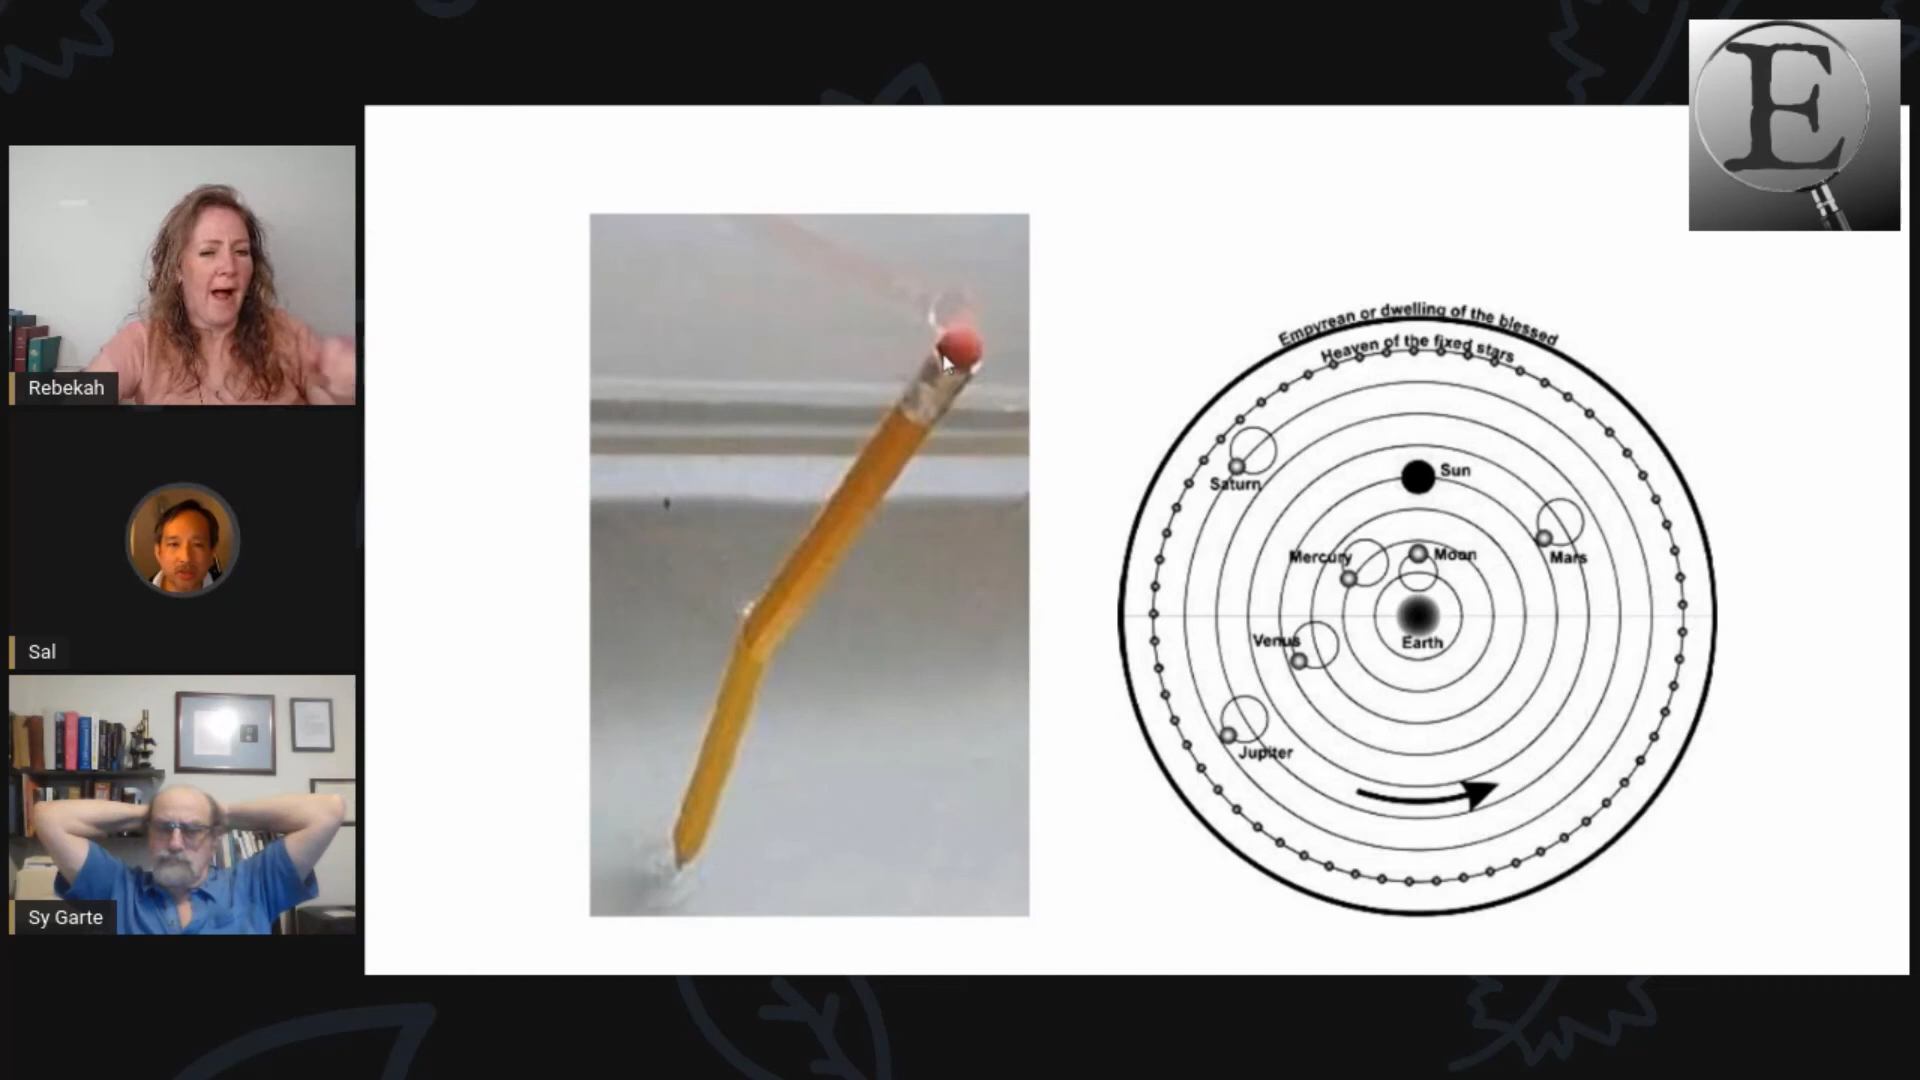 E
Rebekah
Sal
Sy Garte
Empyrean or dwelling of the blessed
Heaven of the fixed stars
Saturn
Sun
Mercury
Moon
Mars
Venus
Earth
Jupiter